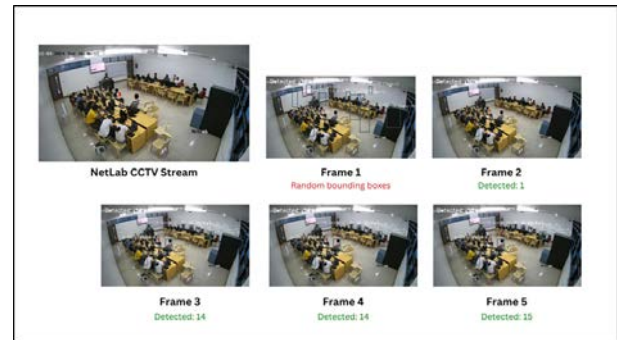 NetLab CCTV Stream
Frame 1
Random bounding boxes
Frame 2
Detected: 1
Frame 3
Detected: 14
Frame 4
Detected: 14
Frame 5
Detected: 15